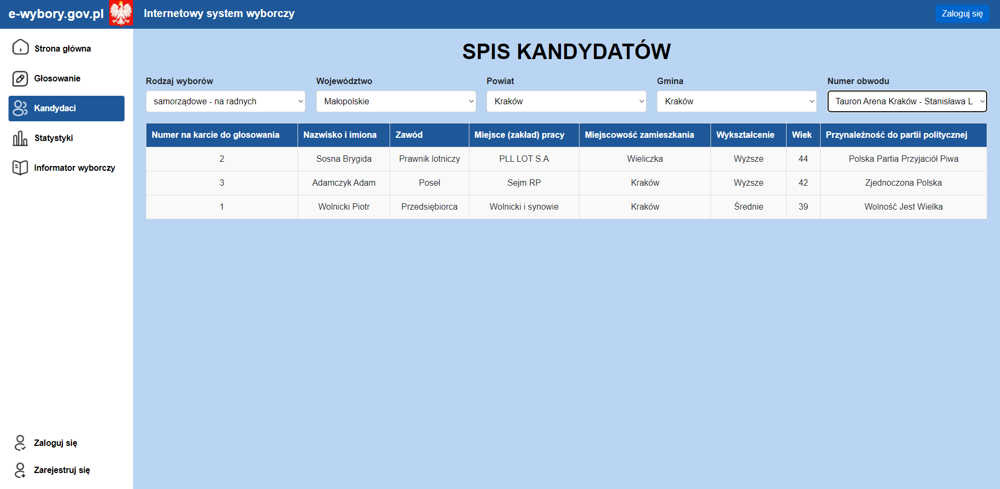 e-wybory.gov.pl
Internetowy system wyborczy
Zaloguj się
Strona główna
Głosowanie
Kandydaci
Statystyki
Informator wyborczy
Zaloguj się
Zarejestruj się
SPIS KANDYDATÓW
Rodzaj wyborów Województwo Powiat Gmina Numer obwodu
samorządowe - na radnych Małopolskie Kraków Kraków Tauron Arena Kraków - Stanisława L
Numer na karcie do głosowania Nazwisko i imiona Zawód Miejsce (zakład) pracy Miejscowość zamieszkania Wykształcenie Wiek Przynależność do partii politycznej
2 Sosna Brygida Prawnik lotniczy PLL LOT S.A Wieliczka Wyższe 44 Polska Partia Przyjaciół Piwa
3 Adamczyk Adam Poseł Sejm RP Kraków Wyższe 42 Zjednoczona Polska
1 Wolnicki Piotr Przedsiębiorca Wolnicki i synowie Kraków Średnie 39 Wolność Jest Wielka